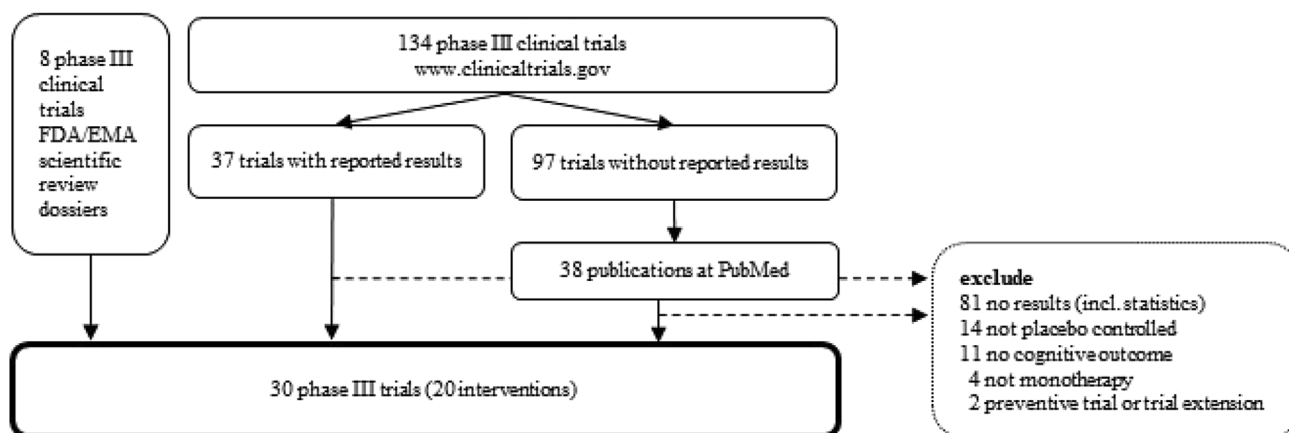 8 phase III
clinical
trials
FDA/EMA
scientific
review
dossiers
134 phase III clinical trials
www.clinicaltrials.gov
37 trials with reported results
97 trials without reported results
38 publications at PubMed
exclude
81 no results (incl. statistics)
14 not placebo controlled
11 no cognitive outcome
4 not monotherapy
2 preventive trial or trial extension
30 phase III trials (20 interventions)